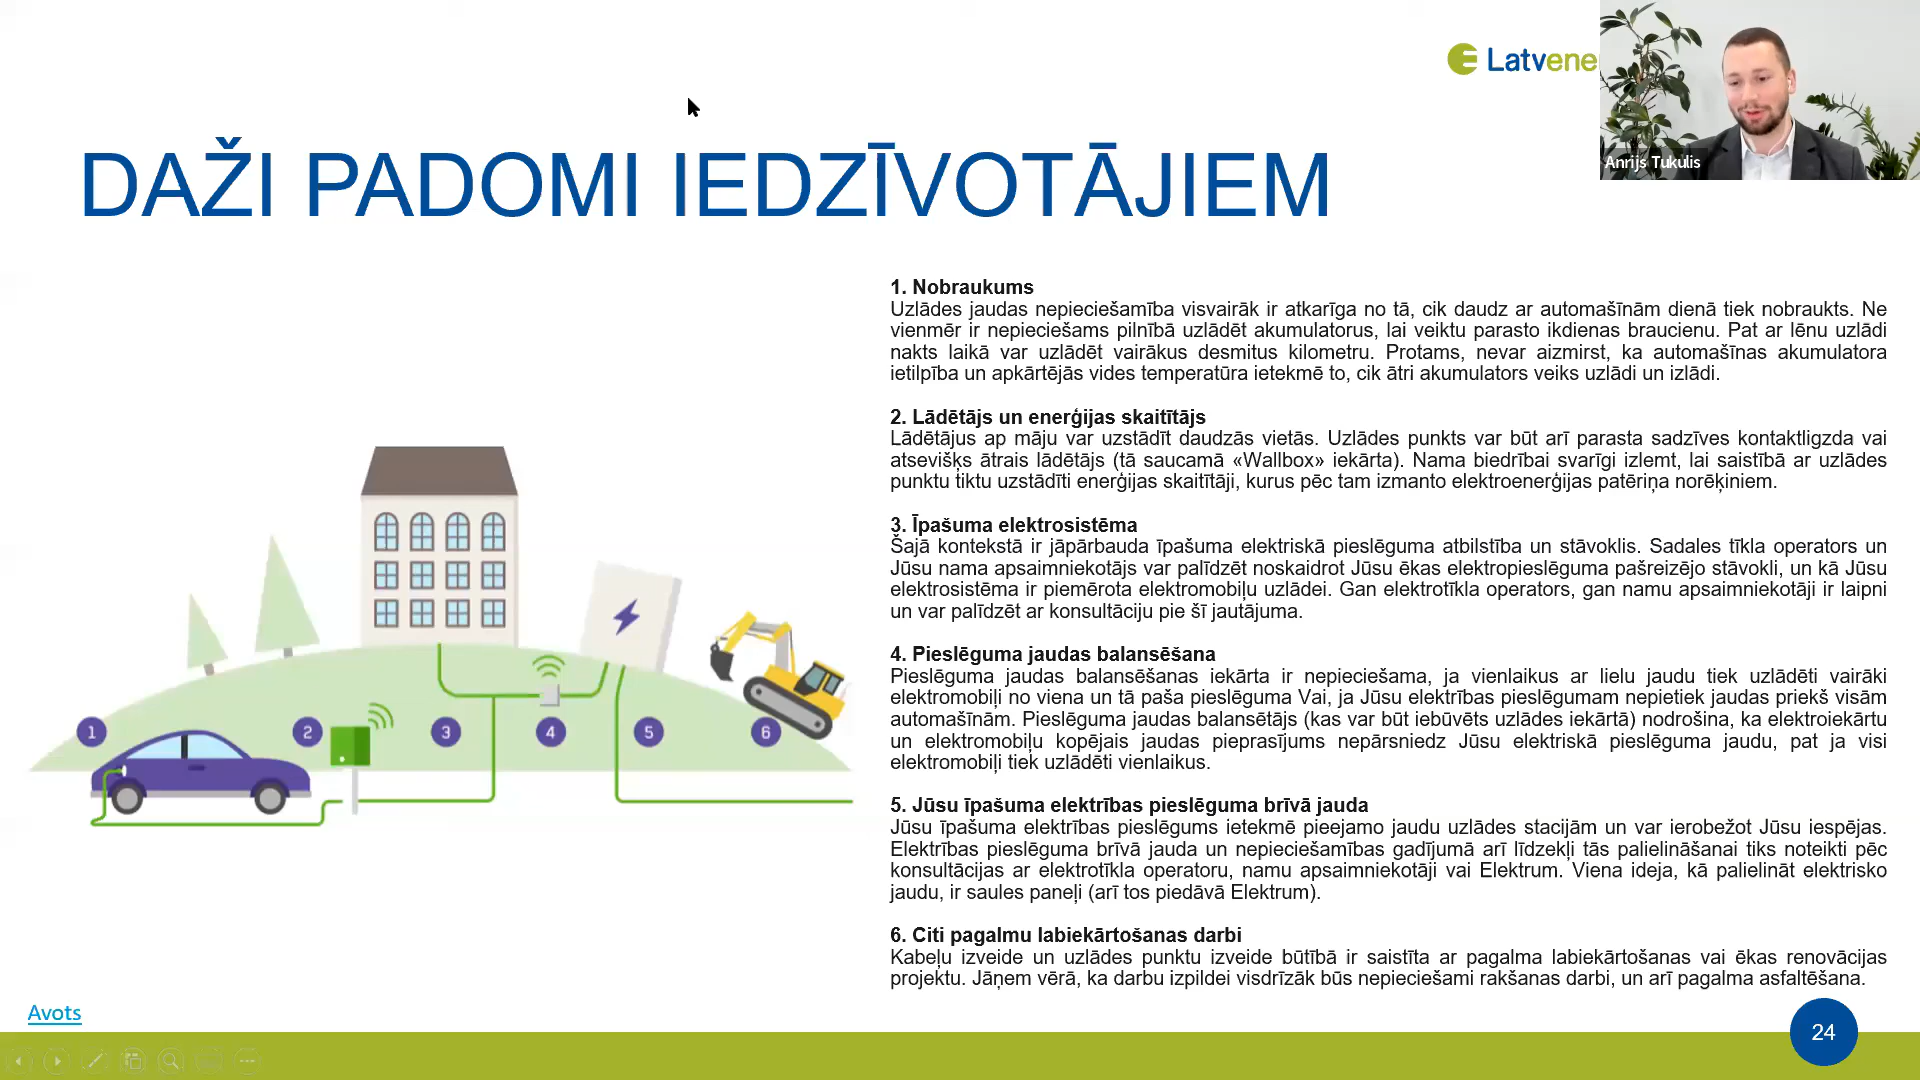 Latvene
Anrijs Tukulis
DAŽI PADOMI IEDZĪVOTĀJIEM
1. Nobraukums
Uzlādes jaudas nepieciešamība visvairāk ir atkarīga no tā, cik daudz ar automašīnām dienā tiek nobraukts. Ne
vienmēr ir nepieciešams pilnībā uzlādēt akumulatorus, lai veiktu parasto ikdienas braucienu. Pat ar lēnu uzlādi
nakts laikā var uzlādēt vairākus desmitus kilometru. Protams, nevar aizmirst, ka automašīnas akumulatora
ietilpība un apkārtējās vides temperatūra ietekmē to, cik ātri akumulators veiks uzlādi un izlādi.
2. Lādētājs un enerģijas skaitītājs
Lādētājus ap māju var uzstādīt daudzās vietās. Uzlādes punkts var būt arī parasta sadzīves kontaktligzda vai
atsevišķs ātrais lādētājs (tā saucamā «Wallbox» iekārta). Nama biedrībai svarīgi izlemt, lai saistībā ar uzlādes
punktu tiktu uzstādīti enerģijas skaitītāji, kurus pēc tam izmanto elektroenerģijas patēriņa norēķiniem.
3. Īpašuma elektrosistēma
Šajā kontekstā ir jāpārbauda īpašuma elektriskā pieslēguma atbilstība un stāvoklis. Sadales tīkla operators un
Jūsu nama apsaimniekotājs var palīdzēt noskaidrot Jūsu ēkas elektropieslēguma pašreizējo stāvokli, un kā Jūsu
elektrosistēma ir piemērota elektromobiļu uzlādei. Gan elektrotīkla operators, gan namu apsaimniekotāji ir laipni
un var palīdzēt ar konsultāciju pie šī jautājuma.
4. Pieslēguma jaudas balansēšana
Pieslēguma jaudas balansēšanas iekārta ir nepieciešama, ja vienlaikus ar lielu jaudu tiek uzlādēti vairāki
elektromobiļi no viena un tā paša pieslēguma Vai, ja Jūsu elektrības pieslēgumam nepietiek jaudas priekš visām
automašīnām. Pieslēguma jaudas balansētājs (kas var būt iebūvēts uzlādes iekārtā) nodrošina, ka elektroiekārtu
un elektromobiļu kopējais jaudas pieprasījums nepārsniedz Jūsu elektriskā pieslēguma jaudu, pat ja visi
elektromobiļi tiek uzlādēti vienlaikus.
5. Jūsu īpašuma elektrības pieslēguma brīvā jauda
Jūsu īpašuma elektrības pieslēgums ietekmē pieejamo jaudu uzlādes stacijām un var ierobežot Jūsu iespējas.
Elektrības pieslēguma brīvā jauda un nepieciešamības gadījumā arī līdzekļi tās palielināšanai tiks noteikti pēc
konsultācijas ar elektrotīkla operatoru, namu apsaimniekotāji vai Elektrum. Viena ideja, kā palielināt elektrisko
jaudu, ir saules paneļi (arī tos piedāvā Elektrum).
6. Citi pagalmu labiekārtošanas darbi
Kabeļu izveide un uzlādes punktu izveide būtībā ir saistīta ar pagalma labiekārtošanas vai ēkas renovācijas
projektu. Jāņem vērā, ka darbu izpildei visdrīzāk būs nepieciešami rakšanas darbi, un arī pagalma asfaltēšana.
1 2 3 4 5 6
Avots
24